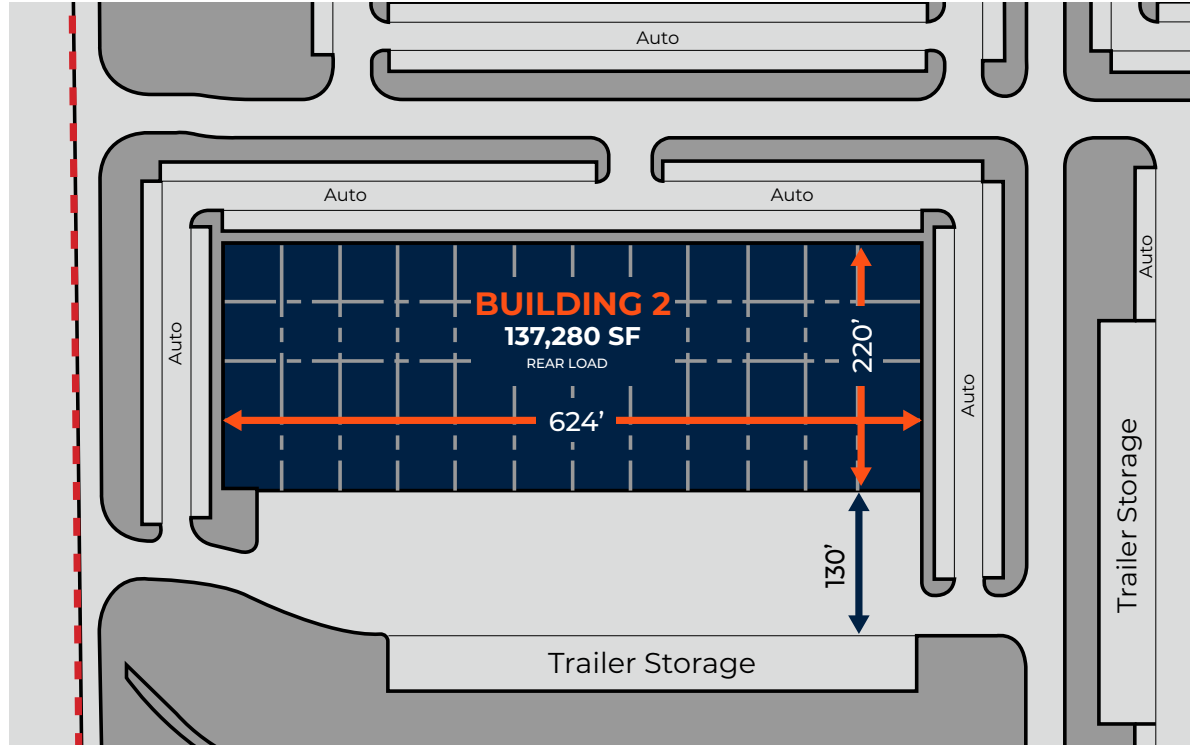 Auto
Auto
Auto
Auto
BUILDING 2
137,280 SF
REAR LOAD
220’
624’
Auto
Auto
130’
Trailer Storage
Trailer Storage